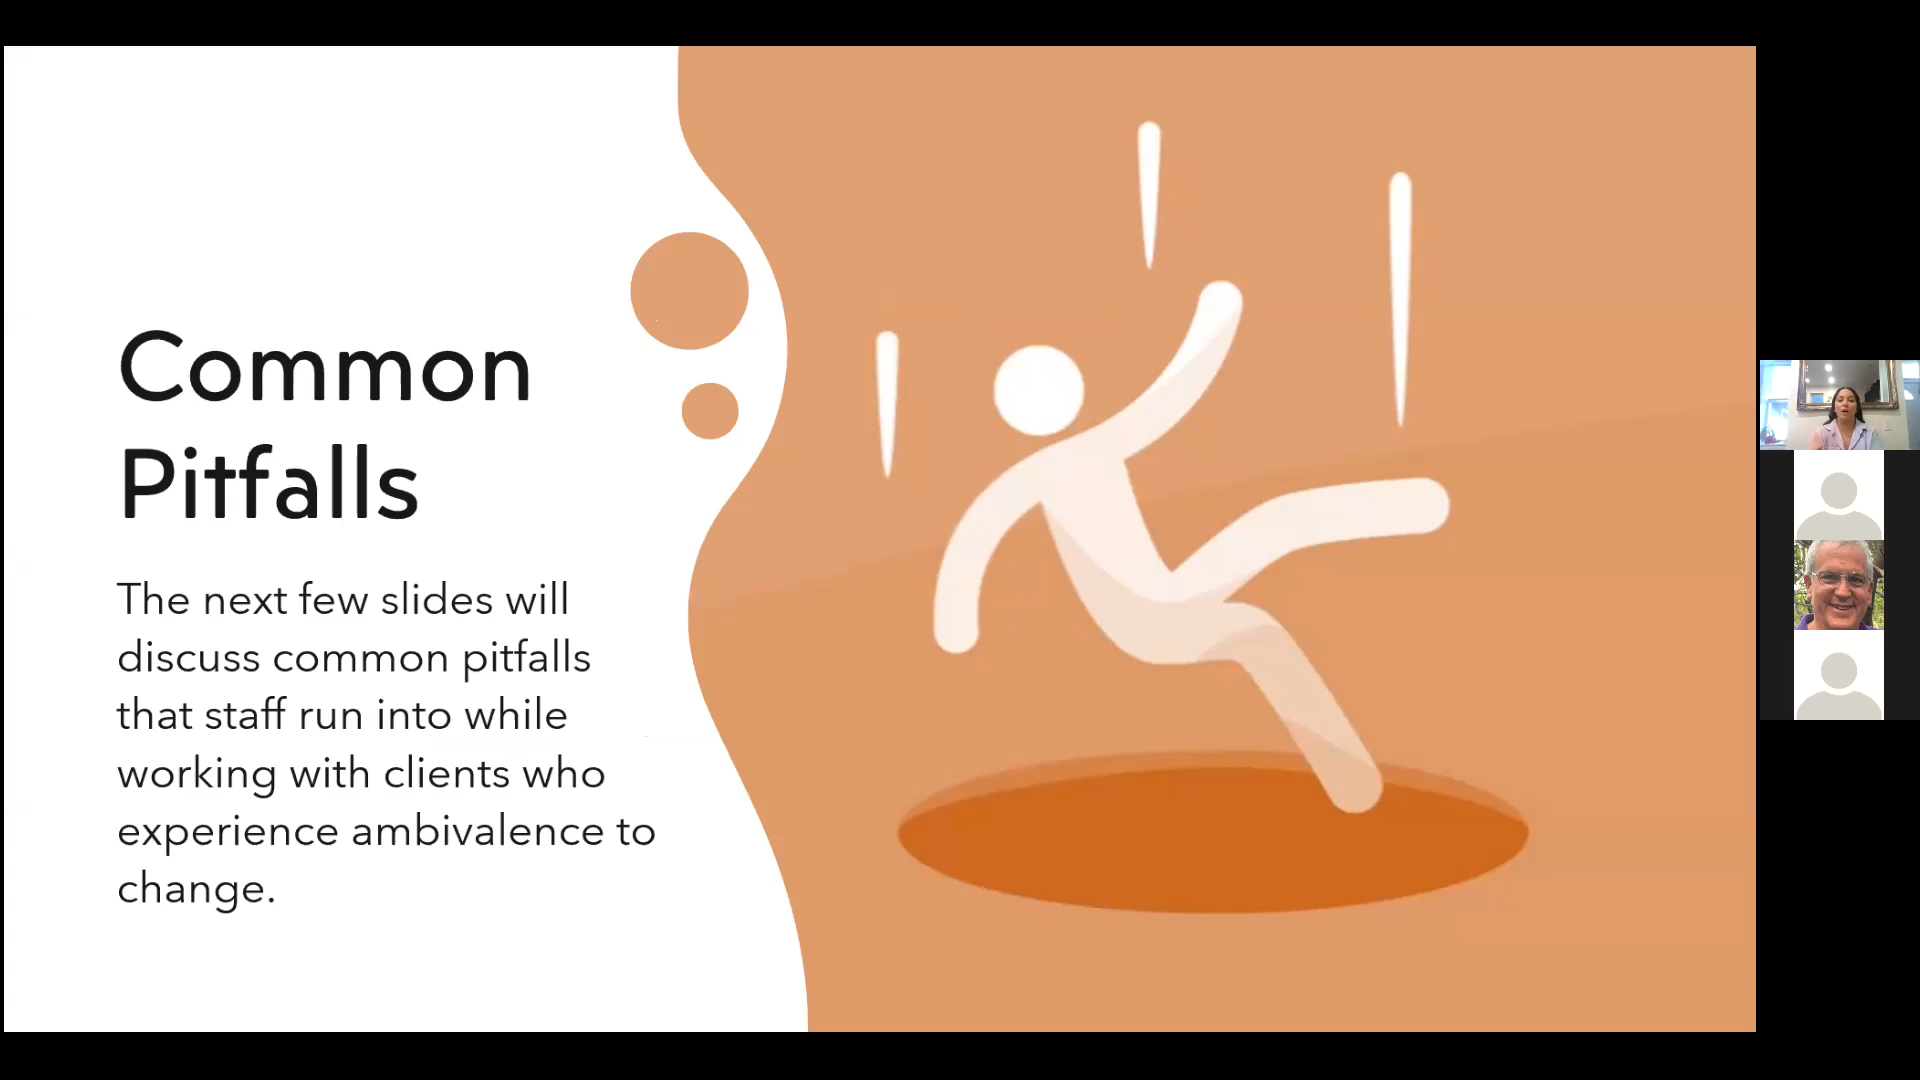 Common
Pitfalls
The next few slides will
discuss common pitfalls
that staff run into while
working with clients who
experience ambivalence to
change.